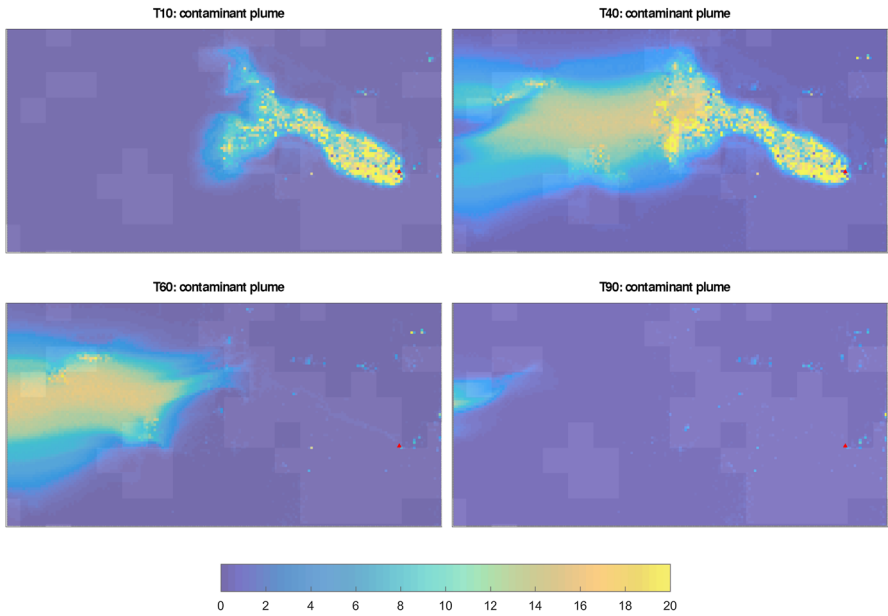 T10: contaminant plume
T40: contaminant plume
T60: contaminant plume
T90: contaminant plume
0 2 4 6 8 10 12 14 16 18 20